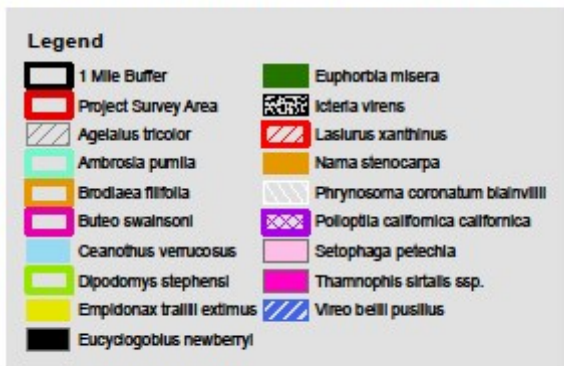 Legend
1 Mile Buffer
Project Survey Area
Agelaius tricolor
Ambrosia pumila
Brodiaea filifolia
Buteo swainsoni
Ceanothus verrucosus
Dipodomys stephensi
Empidonax traillii extimus
Eucyclogobius newberryi
Euphorbia misera
Icteria virens
Lasiurus xanthinus
Nama stenocarpa
Phrynosoma coronatum blainvillii
Polioptila californica californica
Setophaga petechia
Thamnophis sirtalis ssp.
Vireo bellii pusillus